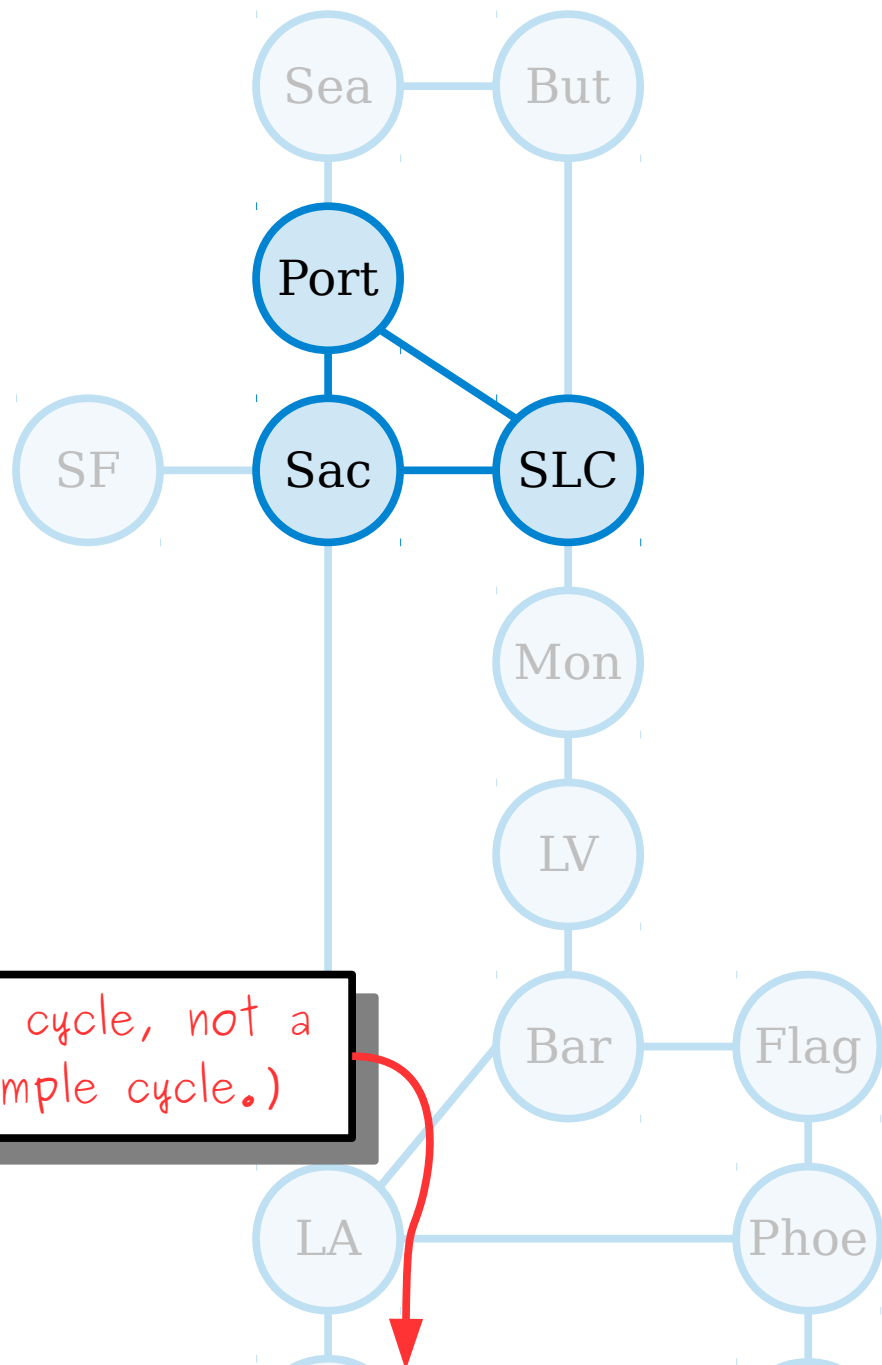 Sea
But
Port
SF
Sac
SLC
Mon
LV
cycle, not a
mple cycle.)
Bar
Flag
LA
Phoe